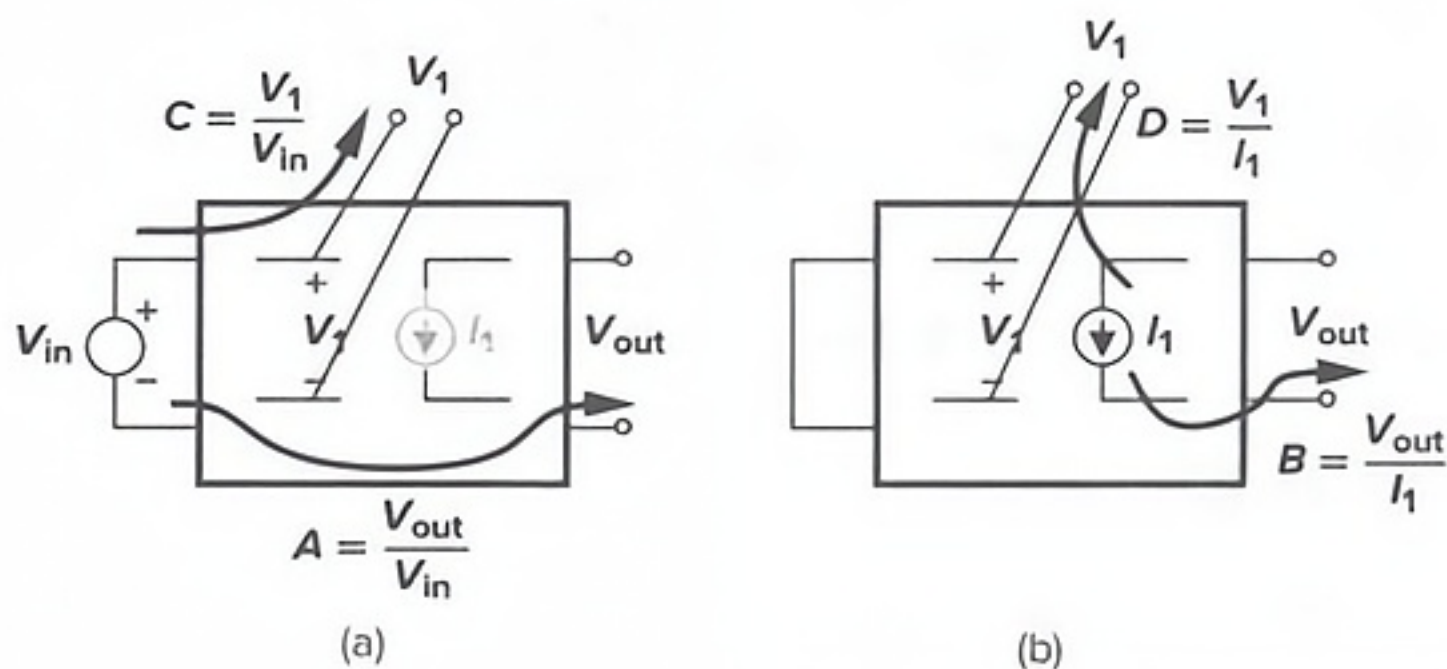 V₁
C = V₁/Vᵢₙ
+
V₁
−
I₁
Vᵢₙ
+
−
Vout
A = Vout/Vᵢₙ
(a)
V₁
D = V₁/I₁
+
V₁
−
I₁
Vout
B = Vout/I₁
(b)